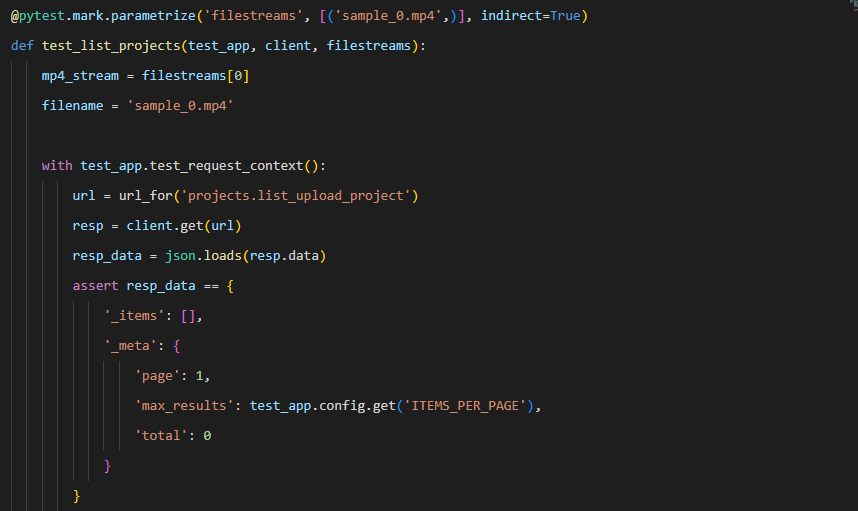 @pytest.mark.parametrize('filestreams', [('sample_0.mp4',)], indirect=True)
def test_list_projects(test_app, client, filestreams):
    mp4_stream = filestreams[0]
    filename = 'sample_0.mp4'

    with test_app.test_request_context():
        url = url_for('projects.list_upload_project')
        resp = client.get(url)
        resp_data = json.loads(resp.data)
        assert resp_data == {
            '_items': [],
            '_meta': {
                'page': 1,
                'max_results': test_app.config.get('ITEMS_PER_PAGE'),
                'total': 0
            }
        }